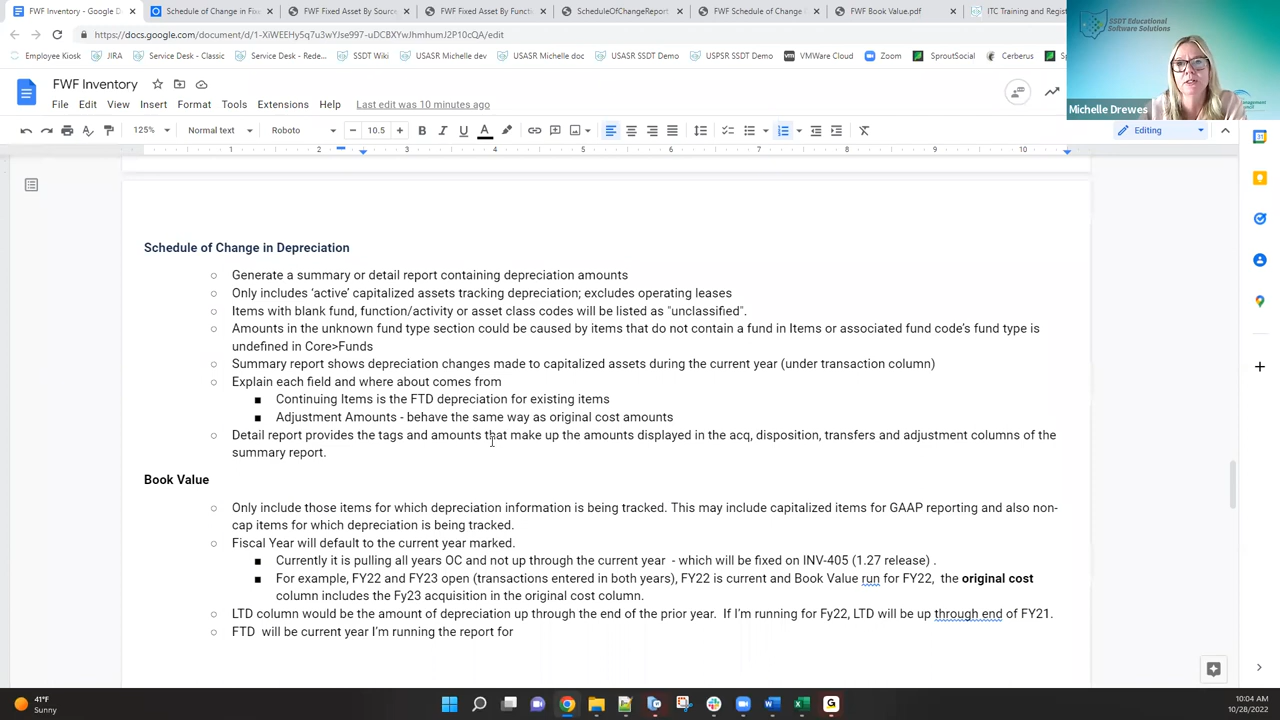 FWF Inventory - Google D
Schedule of Change in Fix
FWF Fixed Asset By Sourc
FWF Fixed Asset By Functi
ScheduleOfChangeReport
FWF Schedule of Change
FWF Book Value.pdf
ITC Training and Regist
https://docs.google.com/document/d/1-XiWEEHy5q7u3wYJse997-uDCBXYwJhmtuht2P10cQA/edit
Employee Kiosk
JIRA
Service Desk - Classic
Service Desk - Rede...
SSDT Wiki
USASR Michelle dev
USASR Michelle doc
USASR SSDT Demo
USPSR SSDT Demo
VMWare Cloud
Zoom
SproutSocial
Cerberus
SSDT Educational
Software Solutions
Michelle Drewes
FWF Inventory
File Edit View Insert Format Tools Extensions Help Last edit was 10 minutes ago
125% Normal text Roboto 10.5 Editing
1 2 3 4 5 6 7 8 9 10
Schedule of Change in Depreciation
○ Generate a summary or detail report containing depreciation amounts
○ Only includes ‘active’ capitalized assets tracking depreciation; excludes operating leases
○ Items with blank fund, function/activity or asset class codes will be listed as "unclassified".
○ Amounts in the unknown fund type section could be caused by items that do not contain a fund in Items or associated fund code’s fund type is
undefined in Core>Funds
○ Summary report shows depreciation changes made to capitalized assets during the current year (under transaction column)
○ Explain each field and where about comes from
■ Continuing Items is the FTD depreciation for existing items
■ Adjustment Amounts - behave the same way as original cost amounts
○ Detail report provides the tags and amounts that make up the amounts displayed in the acq, disposition, transfers and adjustment columns of the
summary report.
Book Value
○ Only include those items for which depreciation information is being tracked. This may include capitalized items for GAAP reporting and also non-
cap items for which depreciation is being tracked.
○ Fiscal Year will default to the current year marked.
■ Currently it is pulling all years OC and not up through the current year - which will be fixed on INV-405 (1.27 release) .
■ For example, FY22 and FY23 open (transactions entered in both years), FY22 is current and Book Value run for FY22, the original cost
column includes the Fy23 acquisition in the original cost column.
○ LTD column would be the amount of depreciation up through the end of the prior year. If I'm running for Fy22, LTD will be up through end of FY21.
○ FTD will be current year I’m running the report for
41°F
Sunny
10:04 AM
10/28/2022